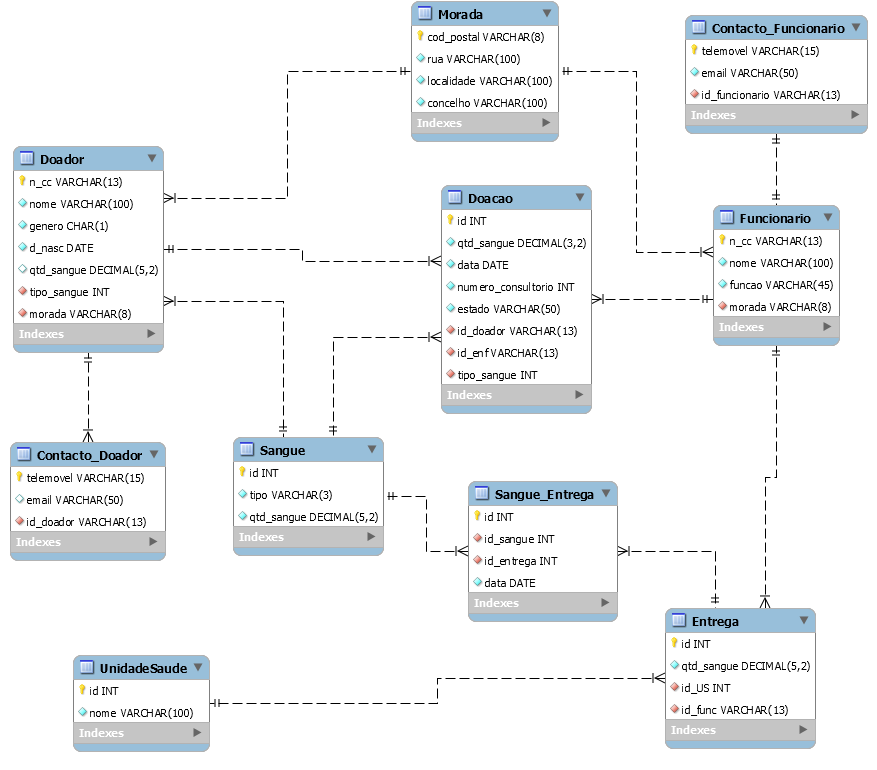 Morada
cod_postal VARCHAR(8)
rua VARCHAR(100)
localidade VARCHAR(100)
concelho VARCHAR(100)
Indexes
Contacto_Funcionario
telemovel VARCHAR(15)
email VARCHAR(50)
id_funcionario VARCHAR(13)
Indexes
Doador
n_cc VARCHAR(13)
nome VARCHAR(100)
genero CHAR(1)
d_nasc DATE
qtd_sangue DECIMAL(5,2)
tipo_sangue INT
morada VARCHAR(8)
Indexes
Doacao
id INT
qtd_sangue DECIMAL(3,2)
data DATE
numero_consultorio INT
estado VARCHAR(50)
id_doador VARCHAR(13)
id_enf VARCHAR(13)
tipo_sangue INT
Indexes
Funcionario
n_cc VARCHAR(13)
nome VARCHAR(100)
funcao VARCHAR(45)
morada VARCHAR(8)
Indexes
Contacto_Doador
telemovel VARCHAR(15)
email VARCHAR(50)
id_doador VARCHAR(13)
Indexes
Sangue
id INT
tipo VARCHAR(3)
qtd_sangue DECIMAL(5,2)
Indexes
Sangue_Entrega
id INT
id_sangue INT
id_entrega INT
data DATE
Indexes
UnidadeSaude
id INT
nome VARCHAR(100)
Indexes
Entrega
id INT
qtd_sangue DECIMAL(5,2)
id_US INT
id_func VARCHAR(13)
Indexes